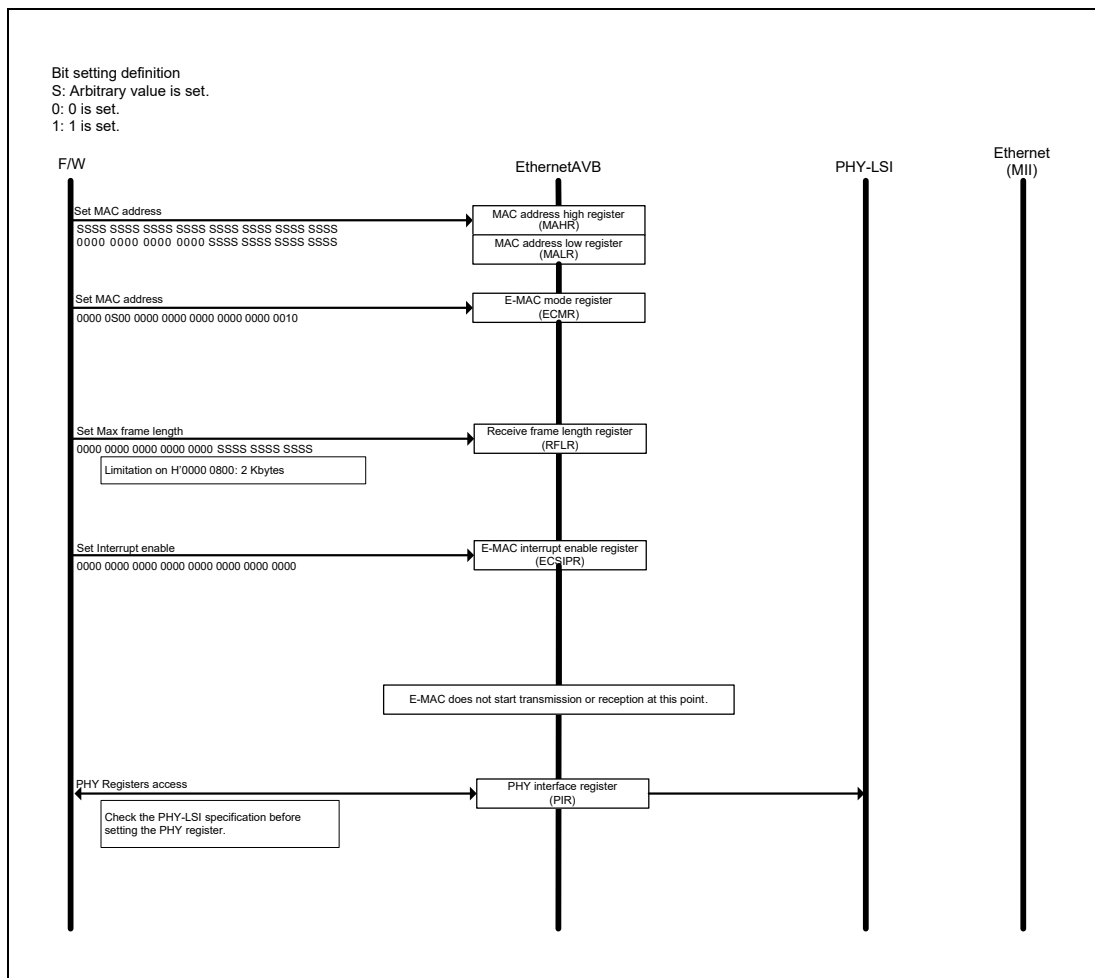 Bit setting definition
S: Arbitrary value is set.
0: 0 is set.
1: 1 is set.
F/W
EthernetAVB
PHY-LSI
Ethernet
(MII)
Set MAC address
SSSS SSSS SSSS SSSS SSSS SSSS SSSS SSSS
0000 0000 0000 0000 SSSS SSSS SSSS SSSS
MAC address high register
(MAHR)
MAC address low register
(MALR)
Set MAC address
0000 0S00 0000 0000 0000 0000 0000 0010
E-MAC mode register
(ECMR)
Set Max frame length
0000 0000 0000 0000 0000 SSSS SSSS SSSS
Limitation on H'0000 0800: 2 Kbytes
Receive frame length register
(RFLR)
Set Interrupt enable
0000 0000 0000 0000 0000 0000 0000 0000
E-MAC interrupt enable register
(ECSIPR)
E-MAC does not start transmission or reception at this point.
PHY Registers access
PHY interface register
(PIR)
Check the PHY-LSI specification before
setting the PHY register.